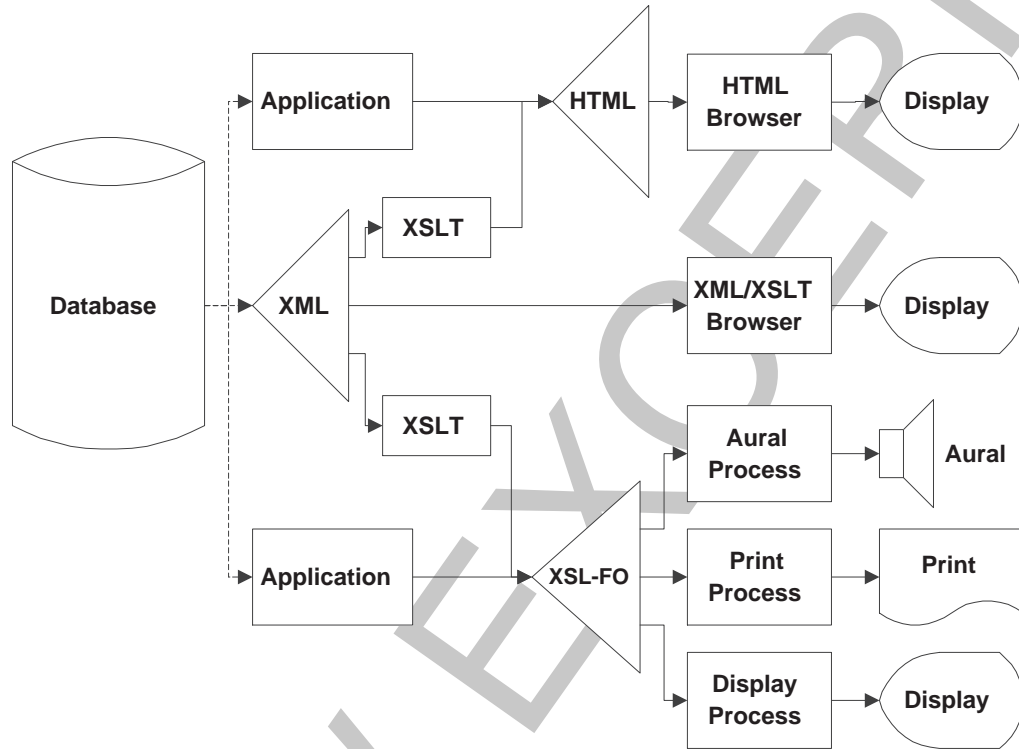 Application
HTML
HTML
Browser
Display
XSLT
Database
XML
XML/XSLT
Browser
Display
XSLT
Aural
Process
Aural
Application
XSL-FO
Print
Process
Print
Display
Process
Display
EXCERP